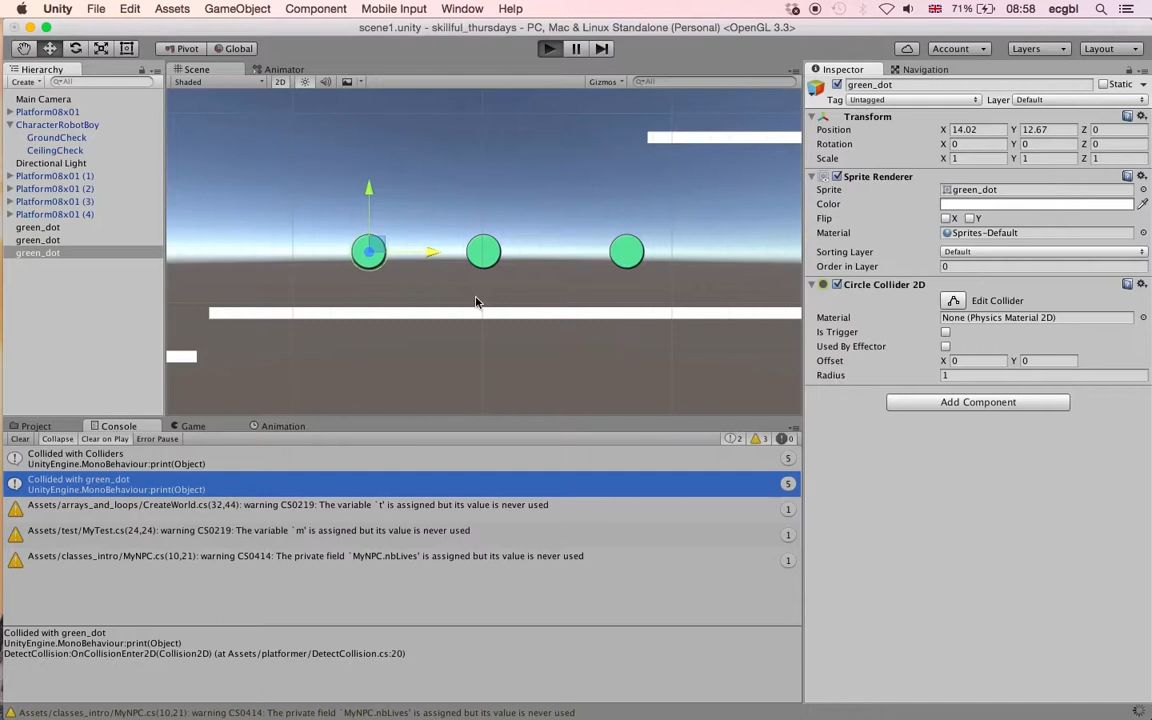 Unity File Edit Assets GameObject Component Mobile Input Window Help 71% 08:58 ecgbl
scene1.unity - skillful_thursdays - PC, Mac & Linux Standalone (Personal) <OpenGL 3.3>
Pivot Global Account Layers Layout
Hierarchy
Create All
Main Camera
Platform08x01
CharacterRobotBoy
GroundCheck
CeilingCheck
Directional Light
Platform08x01 (1)
Platform08x01 (2)
Platform08x01 (3)
Platform08x01 (4)
green_dot
green_dot
green_dot
Scene Animator
Shaded 2D Gizmos All
Inspector Navigation
green_dot Static
Tag Untagged Layer Default
Transform
Position X 14.02 Y 12.67 Z 0
Rotation X 0 Y 0 Z 0
Scale X 1 Y 1 Z 1
Sprite Renderer
Sprite green_dot
Color
Flip X Y
Material Sprites-Default
Sorting Layer Default
Order in Layer 0
Circle Collider 2D
Edit Collider
Material None (Physics Material 2D)
Is Trigger
Used By Effector
Offset X 0 Y 0
Radius 1
Add Component
Project Console Game Animation
Clear Collapse Clear on Play Error Pause 2 3 0
Collided with Colliders
UnityEngine.MonoBehaviour:print(Object) 5
Collided with green_dot
UnityEngine.MonoBehaviour:print(Object) 5
Assets/arrays_and_loops/CreateWorld.cs(32,44): warning CS0219: The variable `t' is assigned but its value is never used 1
Assets/test/MyTest.cs(24,24): warning CS0219: The variable `m' is assigned but its value is never used 1
Assets/classes_intro/MyNPC.cs(10,21): warning CS0414: The private field `MyNPC.nbLives' is assigned but its value is never used 1
Collided with green_dot
UnityEngine.MonoBehaviour:print(Object)
DetectCollision:OnCollisionEnter2D(Collision2D) (at Assets/platformer/DetectCollision.cs:20)
Assets/classes_intro/MyNPC.cs(10,21): warning CS0414: The private field `MyNPC.nbLives' is assigned but its value is never used